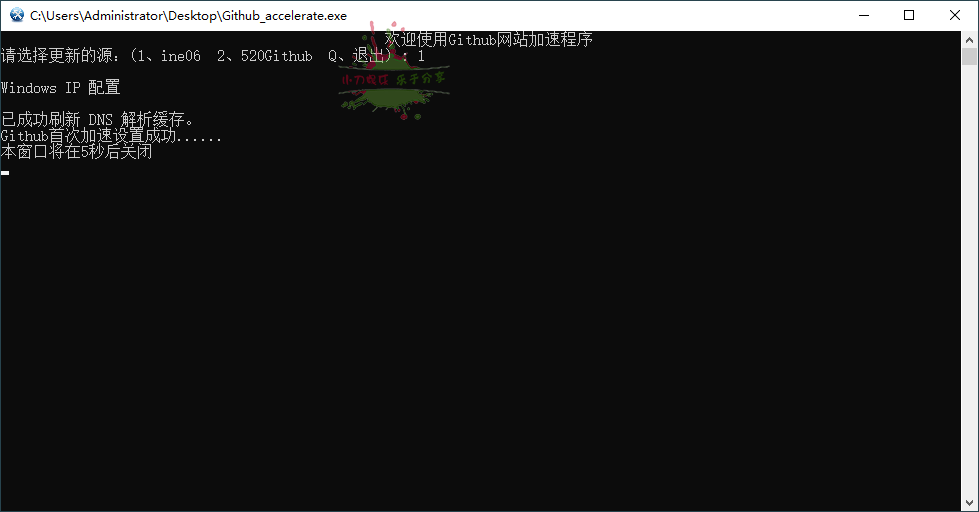 C:\Users\Administrator\Desktop\Github_accelerate.exe
欢迎使用Github网站加速程序
请选择更新的源：(1、ine06  2、520Github  Q、退出）: 1
小刀娱乐 乐于分享
Windows IP 配置
已成功刷新 DNS 解析缓存。
Github首次加速设置成功......
本窗口将在5秒后关闭